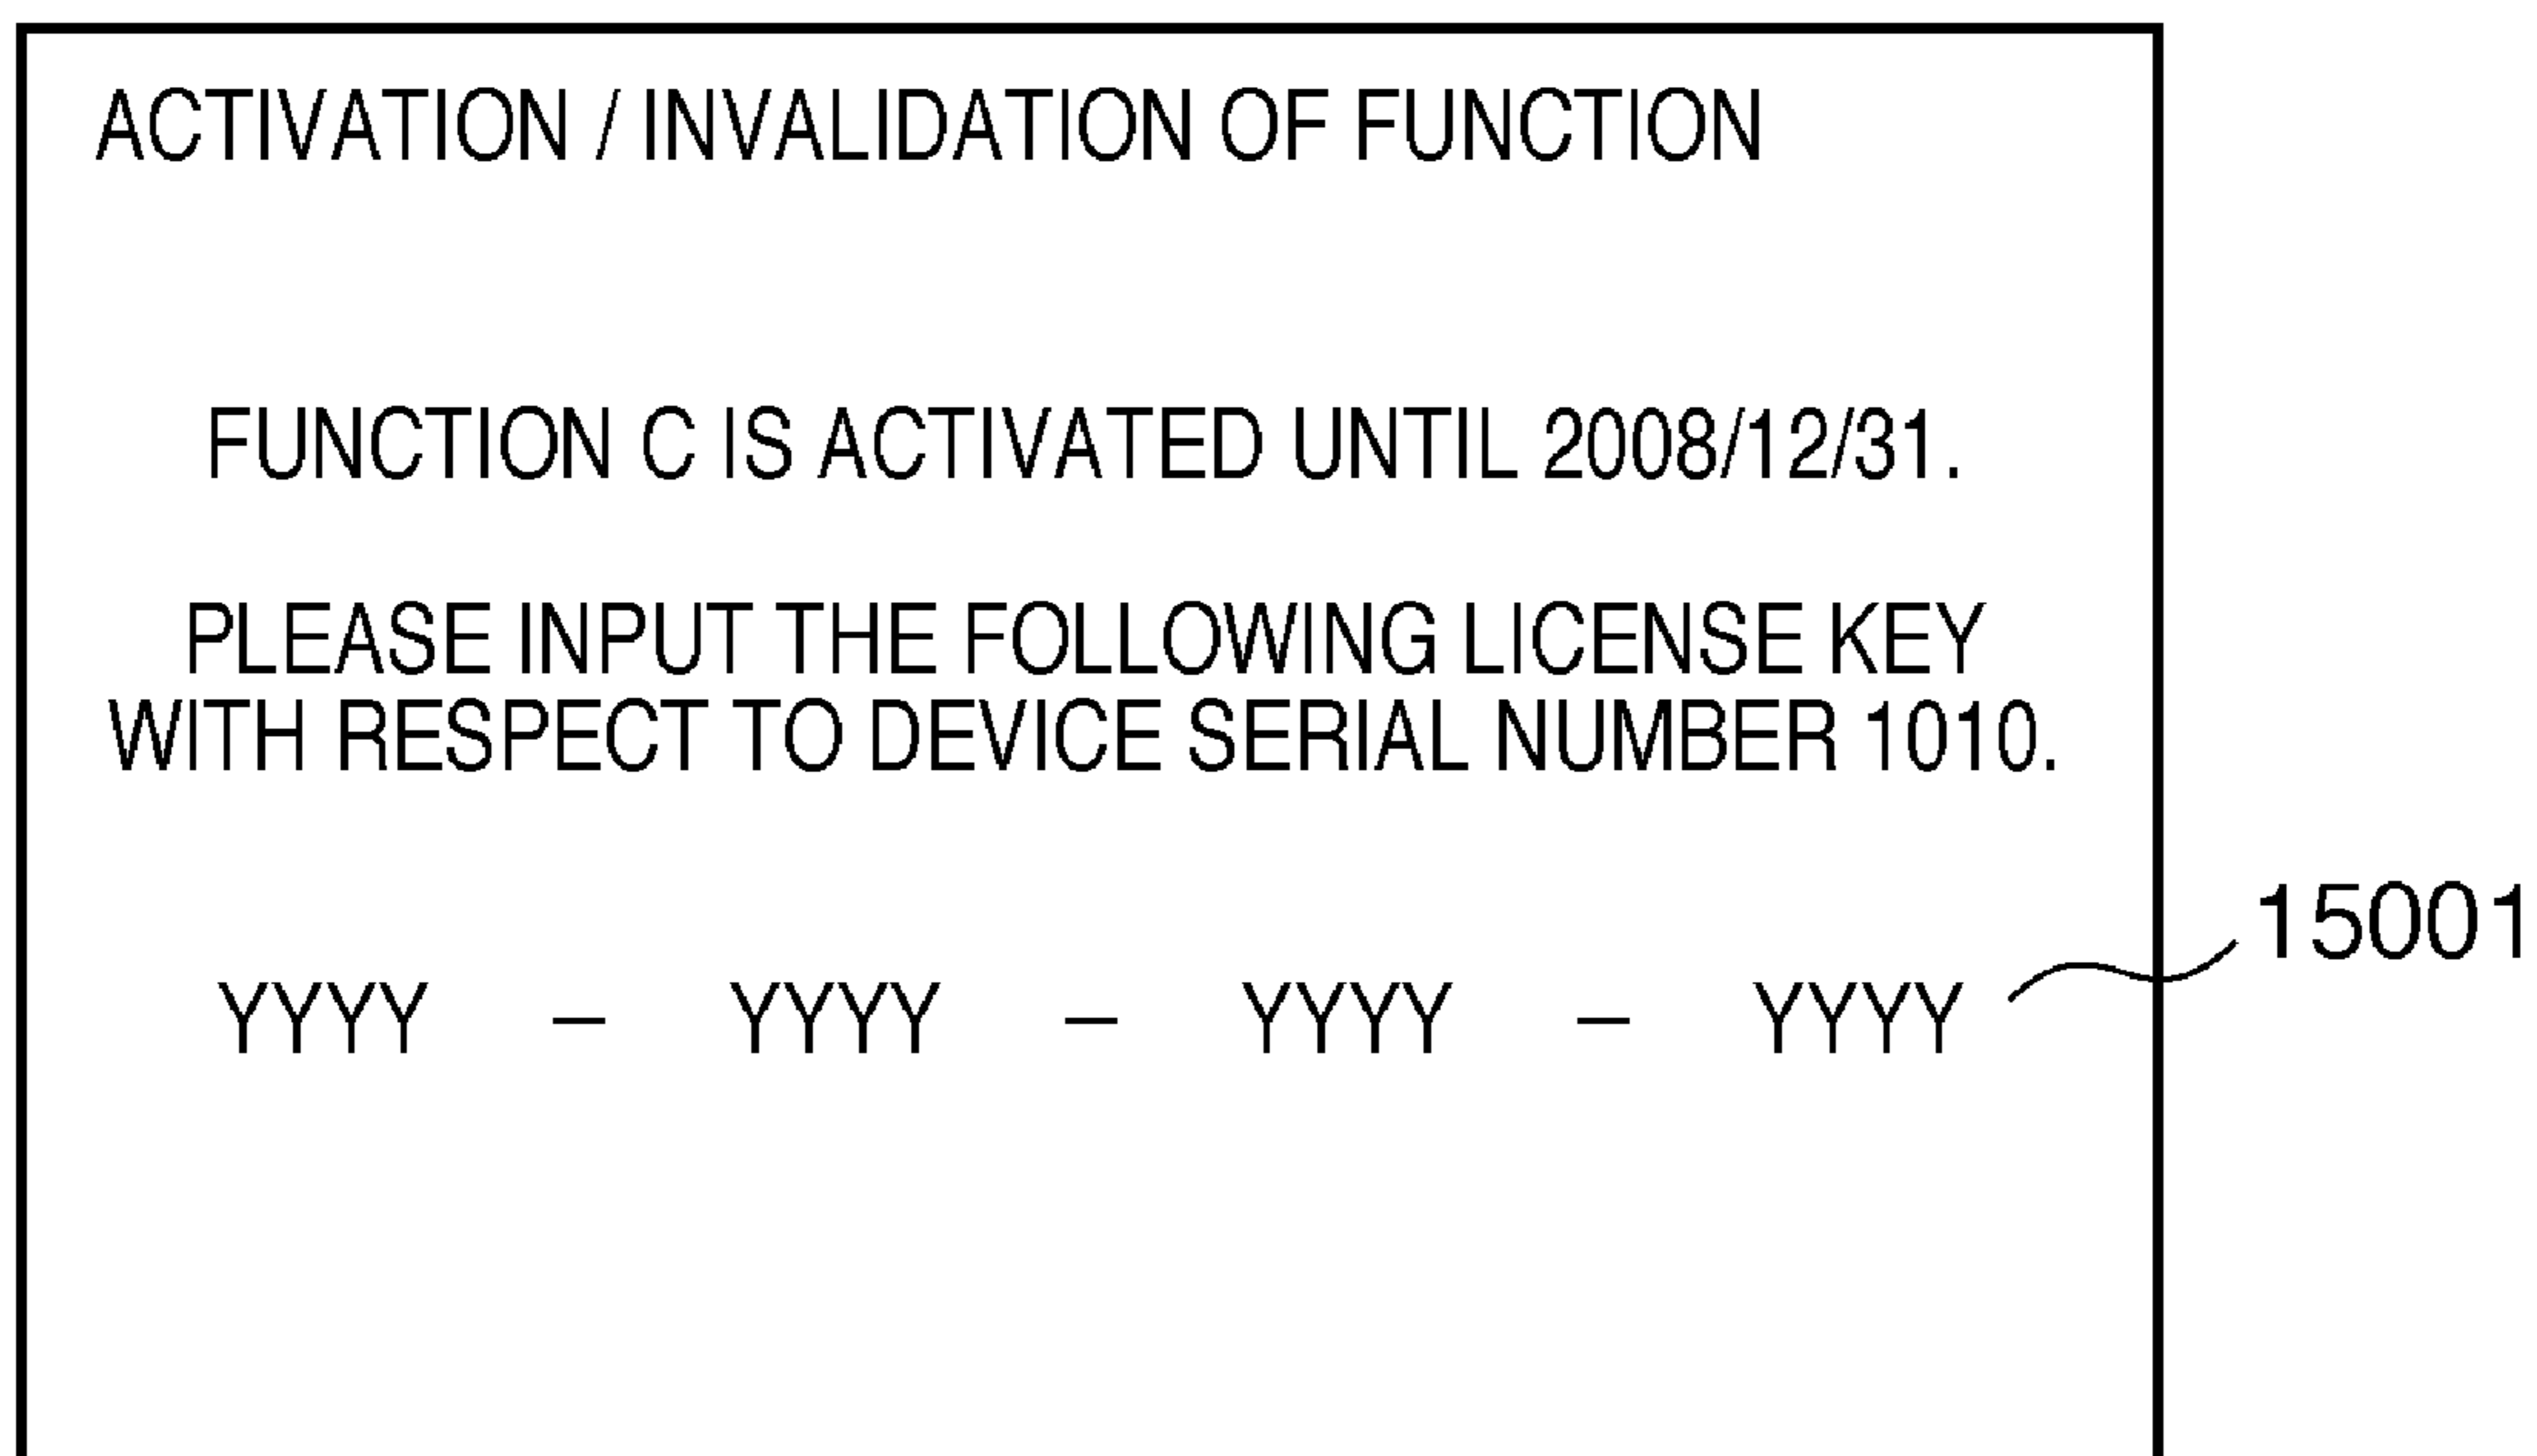 ACTIVATION / INVALIDATION OF FUNCTION
FUNCTION C IS ACTIVATED UNTIL 2008/12/31.
PLEASE INPUT THE FOLLOWING LICENSE KEY
WITH RESPECT TO DEVICE SERIAL NUMBER 1010.
15001
YYYY – YYYY – YYYY – YYYY